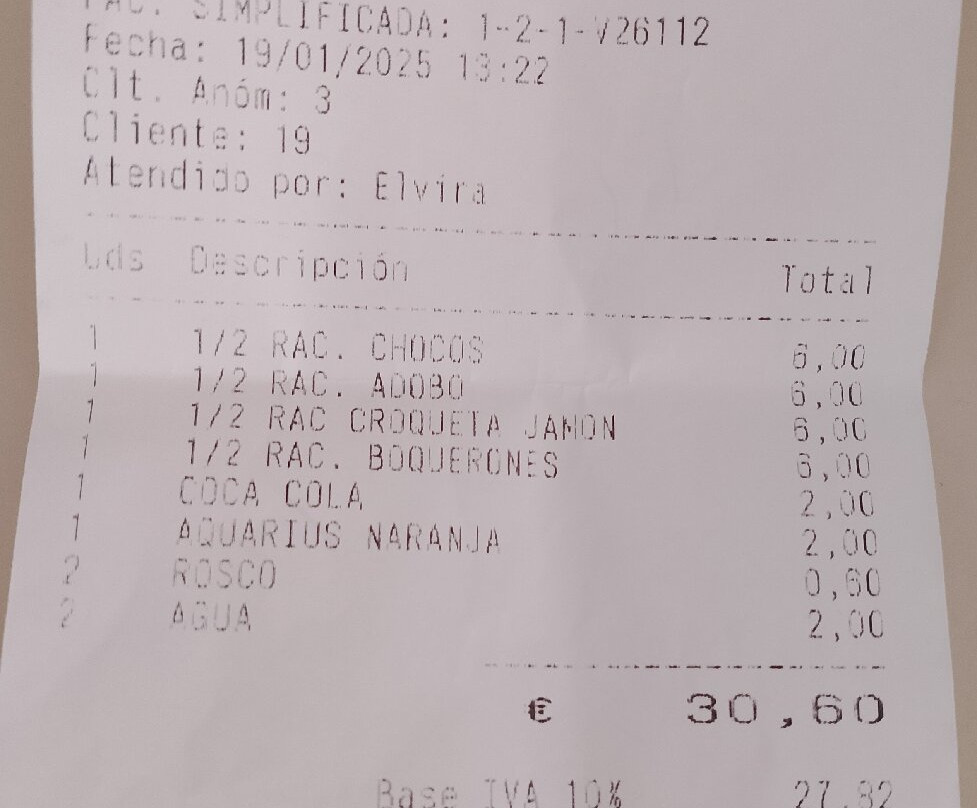 FAC. SIMPLIFICADA: 1-2-1-V26112
Fecha: 19/01/2025 13:22
Clt. Anóm: 3
Cliente: 19
Atendido por: Elvira
Uds Descripción Total
1 1/2 RAC. CHOCOS 6,00
1 1/2 RAC. ADOBO 6,00
1 1/2 RAC CROQUETA JAMON 6,00
1 1/2 RAC. BOQUERONES 6,00
1 COCA COLA 2,00
1 AQUARIUS NARANJA 2,00
2 ROSCO 0,60
2 AGUA 2,00
€ 30,60
Base IVA 10% 27,82